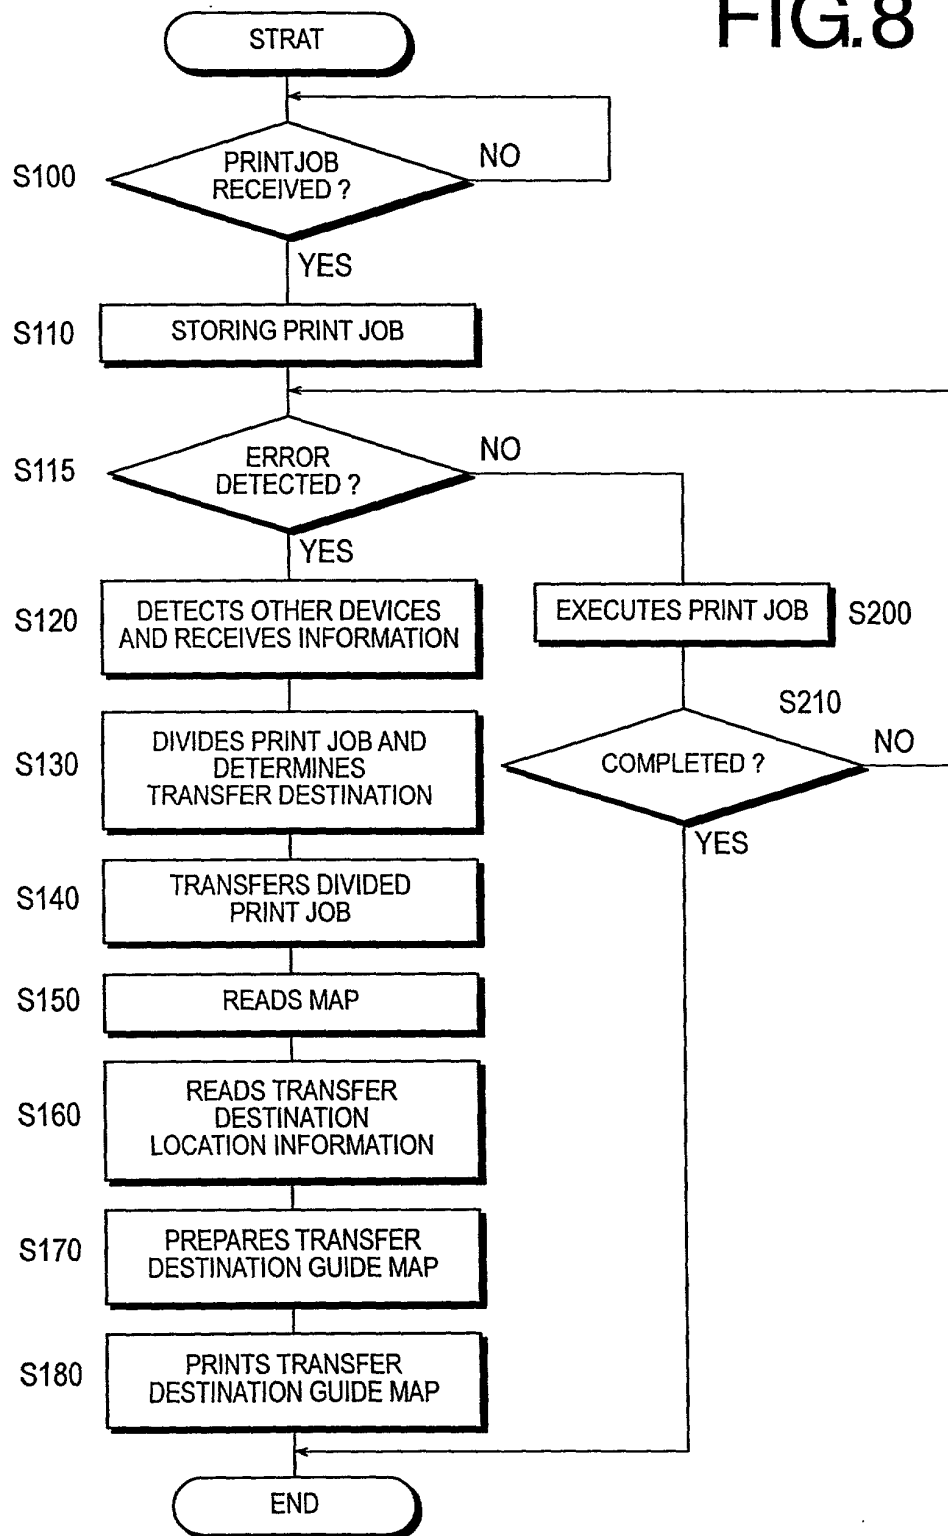 FIG.8
STRAT
S100
PRINT JOB
RECEIVED ?
NO
YES
S110
STORING PRINT JOB
S115
ERROR
DETECTED ?
NO
YES
S120
DETECTS OTHER DEVICES
AND RECEIVES INFORMATION
EXECUTES PRINT JOB
S200
S210
S130
DIVIDES PRINT JOB AND
DETERMINES
TRANSFER DESTINATION
COMPLETED ?
NO
YES
S140
TRANSFERS DIVIDED
PRINT JOB
S150
READS MAP
S160
READS TRANSFER
DESTINATION
LOCATION INFORMATION
S170
PREPARES TRANSFER
DESTINATION GUIDE MAP
S180
PRINTS TRANSFER
DESTINATION GUIDE MAP
END